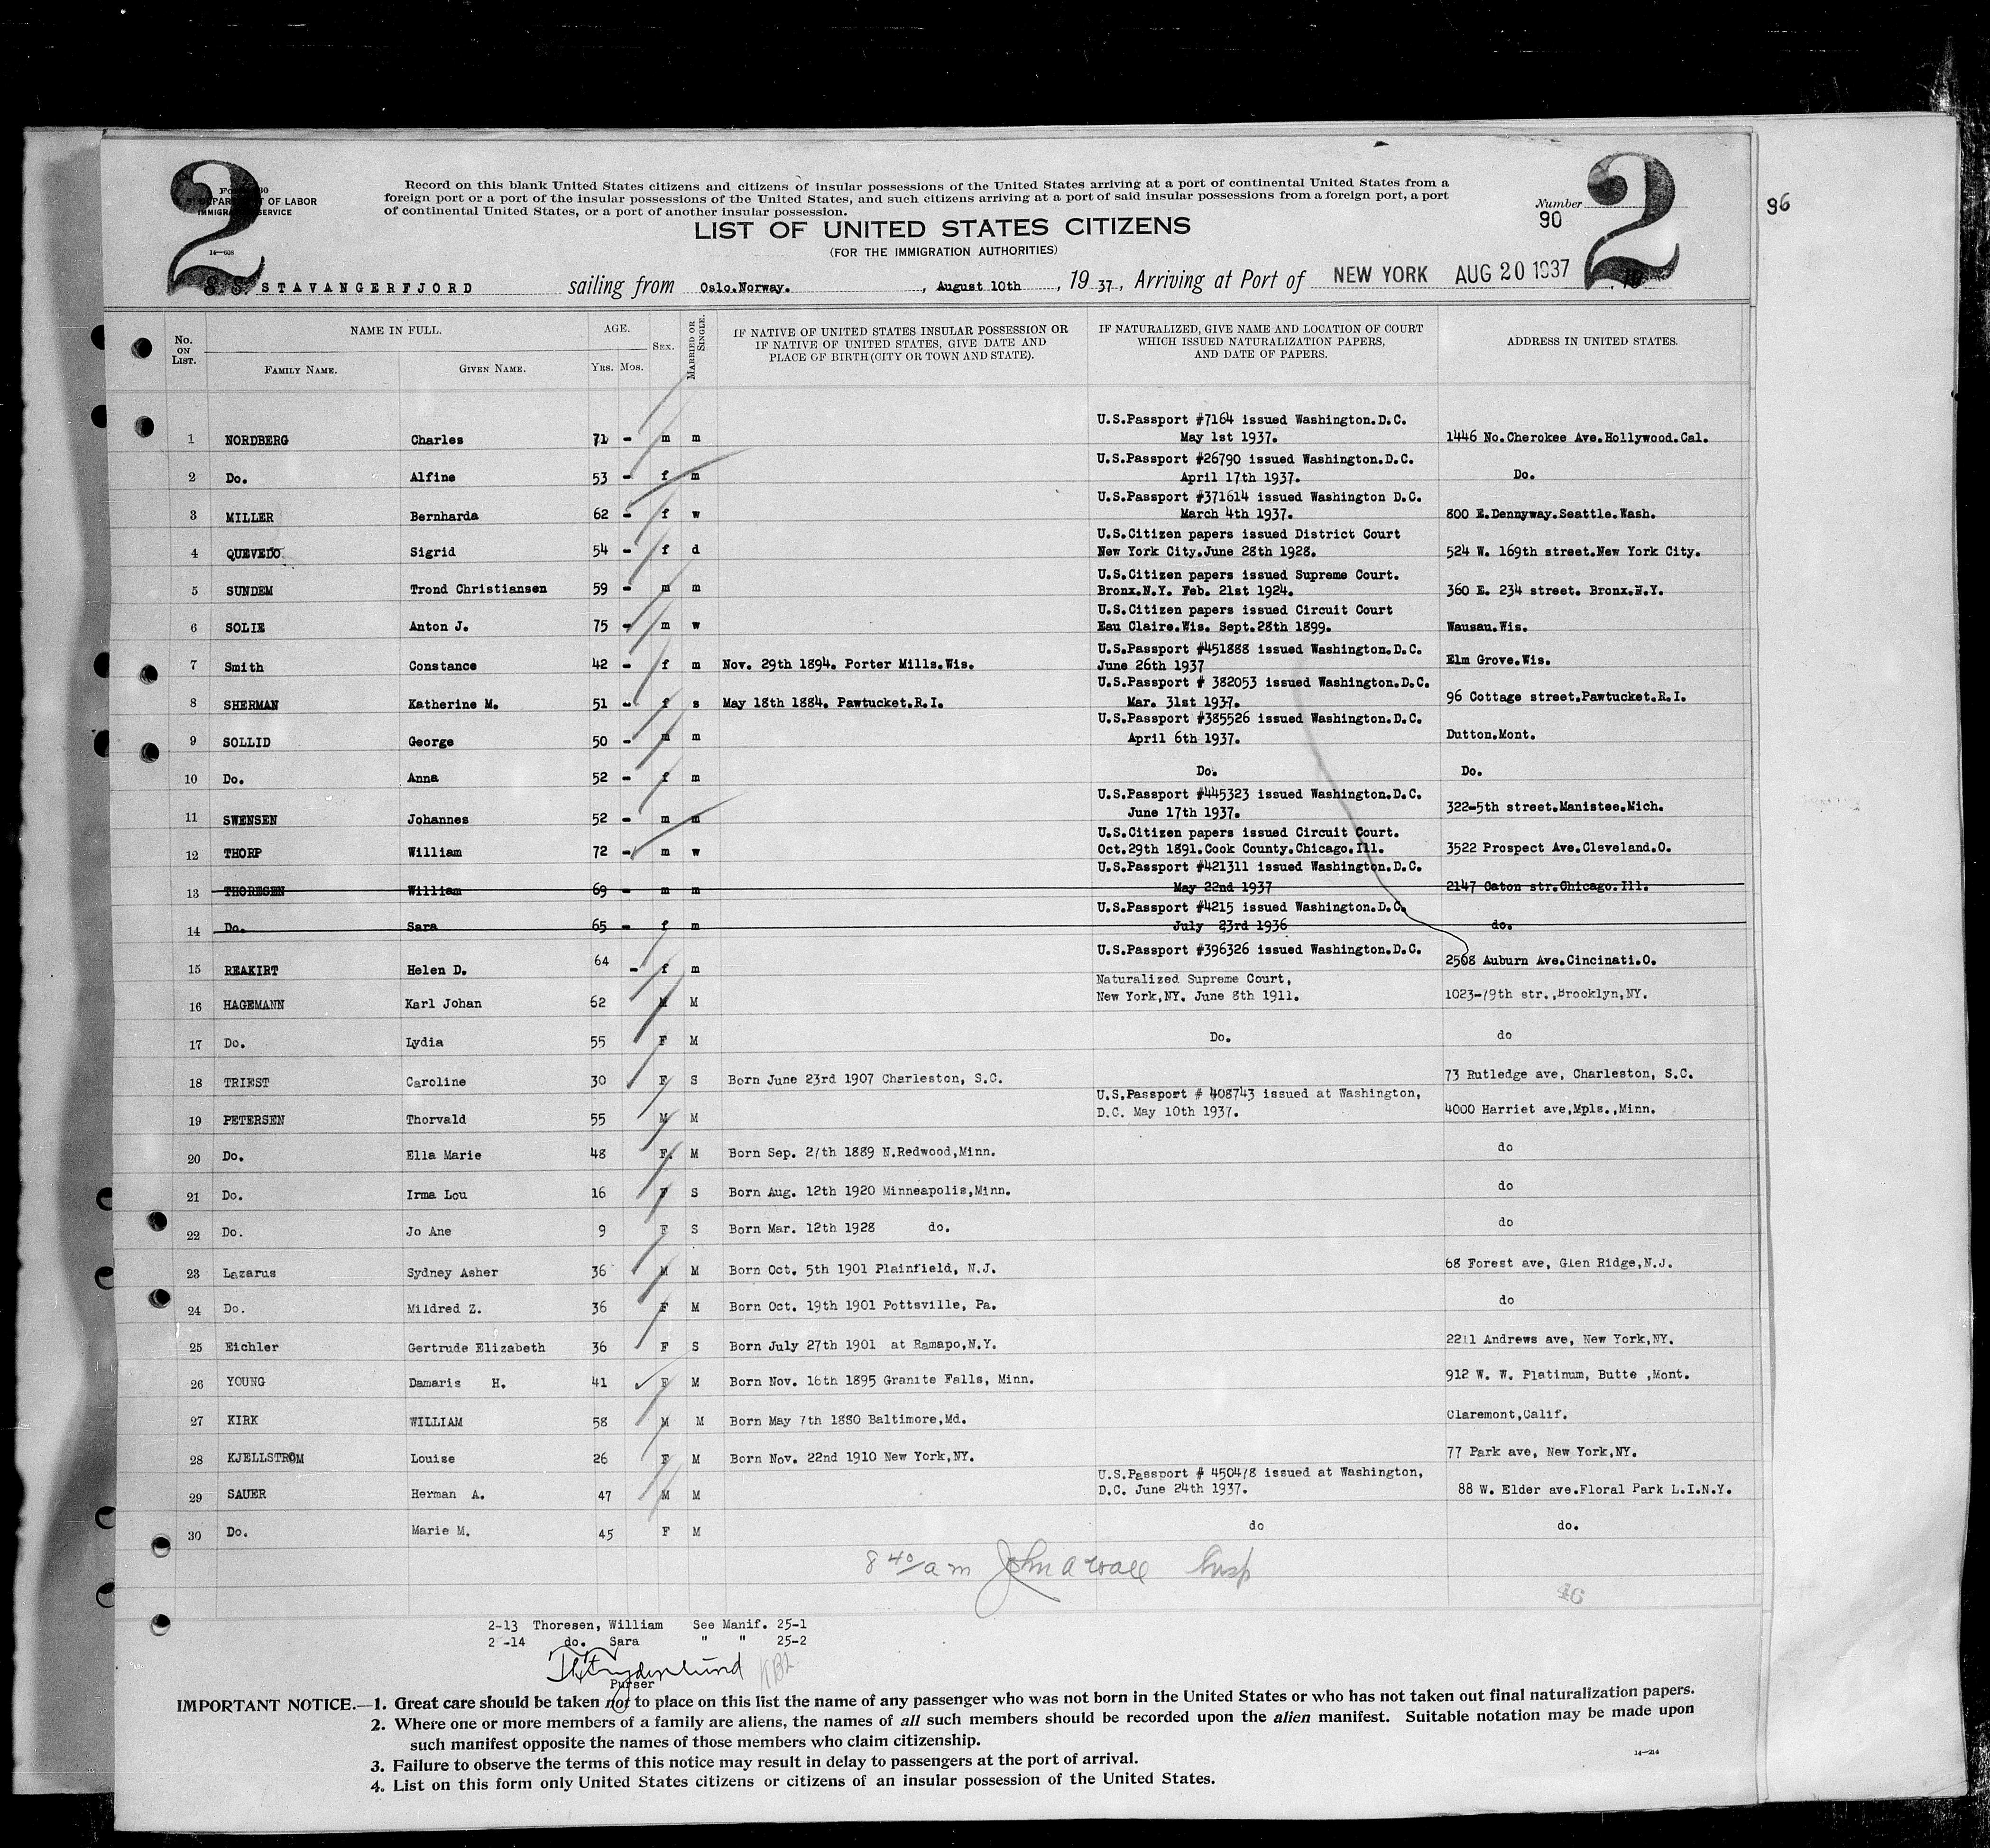 2
2
Form 630
U. S. DEPARTMENT OF LABOR
IMMIGRATION SERVICE
14—608
Record on this blank United States citizens and citizens of insular possessions of the United States arriving at a port of continental United States from a
foreign port or a port of the insular possessions of the United States, and such citizens arriving at a port of said insular possessions from a foreign port, a port
of continental United States, or a port of another insular possession.
Number
90
96
LIST OF UNITED STATES CITIZENS
(FOR THE IMMIGRATION AUTHORITIES)
S.S. STAVANGERFJORD sailing from Oslo.Norway. , August 10th , 19 37, Arriving at Port of NEW YORK AUG 20 1937 , 19
No. ON LIST. NAME IN FULL. AGE. SEX. MARRIED OR SINGLE. IF NATIVE OF UNITED STATES INSULAR POSSESSION OR IF NATIVE OF UNITED STATES, GIVE DATE AND PLACE OF BIRTH (CITY OR TOWN AND STATE). IF NATURALIZED, GIVE NAME AND LOCATION OF COURT WHICH ISSUED NATURALIZATION PAPERS, AND DATE OF PAPERS. ADDRESS IN UNITED STATES.
FAMILY NAME. GIVEN NAME. YRS. MOS.
U.S.Passport #7164 issued Washington.D.C.
1 NORDBERG Charles 71 - m m May 1st 1937. 1446 No.Cherokee Ave.Hollywood.Cal.
U.S.Passport #26790 issued Washington.D.C.
2 Do. Alfine 53 - f m April 17th 1937. Do.
U.S.Passport #371614 issued Washington D.C.
3 MILLER Bernharda 62 - f w March 4th 1937. 800 E.Dennyway.Seattle.Wash.
U.S.Citizen papers issued District Court
4 QUEVEDO Sigrid 54 - f d New York City.June 28th 1928. 524 W. 169th street.New York City.
U.S.Citizen papers issued Supreme Court.
5 SUNDEM Trond Christiansen 59 - m m Bronx.N.Y. Feb. 21st 1924. 360 E. 234 street. Bronx.N.Y.
U.S.Citizen papers issued Circuit Court
6 SOLIE Anton J. 75 - m w Eau Claire.Wis. Sept.28th 1899. Wausau.Wis.
U.S.Passport #451888 issued Washington.D.C.
7 Smith Constance 42 - f m Nov. 29th 1894. Porter Mills.Wis. June 26th 1937 Elm Grove.Wis.
U.S.Passport # 382053 issued Washington.D.C.
8 SHERMAN Katherine M. 51 - f s May 18th 1884. Pawtucket.R.I. Mar. 31st 1937. 96 Cottage street.Pawtucket.R.I.
U.S.Passport #385526 issued Washington.D.C.
9 SOLLID George 50 - m m April 6th 1937. Dutton.Mont.
10 Do. Anna 52 - f m Do. Do.
U.S.Passport #445323 issued Washington.D.C.
11 SWENSEN Johannes 52 - m m June 17th 1937. 322-5th street.Manistee.Mich.
U.S.Citizen papers issued Circuit Court.
12 THORP William 72 - m w Oct.29th 1891.Cook County.Chicago.Ill. 3522 Prospect Ave.Cleveland.O.
U.S.Passport #421311 issued Washington.D.C.
13 THORESEN William 69 - m m May 22nd 1937 2147 Caton str.Chicago.Ill.
U.S.Passport #4215 issued Washington.D.C.
14 Do. Sara 65 - f m July 23rd 1936 do.
U.S.Passport #396326 issued Washington.D.C.
15 REAKIRT Helen D. 64 - f m 2508 Auburn Ave.Cincinati.O.
Naturalized Supreme Court,
16 HAGEMANN Karl Johan 62 M M New York,NY. June 8th 1911. 1023-79th str.,Brooklyn,NY.
17 Do. Lydia 55 F M Do. do
18 TRIEST Caroline 30 F S Born June 23rd 1907 Charleston, S.C. 73 Rutledge ave, Charleston, S.C.
U.S.Passport # 408743 issued at Washington,
19 PETERSEN Thorvald 55 M M D.C. May 10th 1937. 4000 Harriet ave,Mpls.,Minn.
20 Do. Ella Marie 48 F. M Born Sep. 27th 1889 N.Redwood,Minn. do
21 Do. Irma Lou 16 F S Born Aug. 12th 1920 Minneapolis,Minn. do
22 Do. Jo Ane 9 F S Born Mar. 12th 1928 do. do
23 Lazarus Sydney Asher 36 M M Born Oct. 5th 1901 Plainfield, N.J. 68 Forest ave, Glen Ridge,N.J.
24 Do. Mildred Z. 36 F M Born Oct. 19th 1901 Pottsville, Pa. do
25 Eichler Gertrude Elizabeth 36 F S Born July 27th 1901 at Ramapo,N.Y. 2211 Andrews ave, New York,NY.
26 YOUNG Damaris H. 41 F M Born Nov. 16th 1895 Granite Falls, Minn. 912 W. W. Platinum, Butte ,Mont.
27 KIRK WILLIAM 58 M M Born May 7th 1880 Baltimore,Md. Claremont,Calif.
28 KJELLSTROM Louise 26 F M Born Nov. 22nd 1910 New York,NY. 77 Park ave, New York,NY.
U.S.Passport # 450478 issued at Washington,
29 SAUER Herman A. 47 M M D.C. June 24th 1937. 88 W. Elder ave.Floral Park L.I.N.Y.
30 Do. Marie M. 45 F M do do.
8 40/am John A Wall Insp
2-13 Thoresen, William See Manif. 25-1
2 -14 do. Sara " " 25-2
KBL
Purser
IMPORTANT NOTICE.—1. Great care should be taken not to place on this list the name of any passenger who was not born in the United States or who has not taken out final naturalization papers.
2. Where one or more members of a family are aliens, the names of all such members should be recorded upon the alien manifest. Suitable notation may be made upon
such manifest opposite the names of those members who claim citizenship.
3. Failure to observe the terms of this notice may result in delay to passengers at the port of arrival.
4. List on this form only United States citizens or citizens of an insular possession of the United States.
14—214